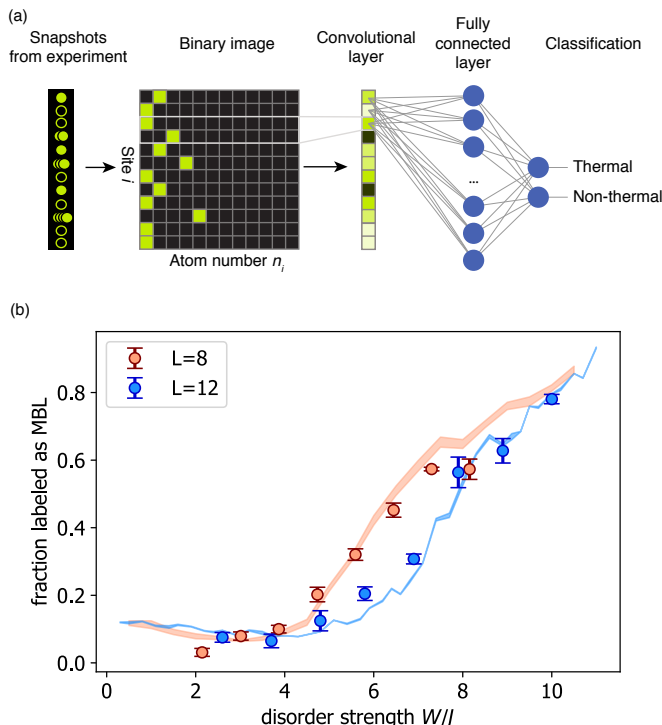 (a)
Snapshots
from experiment
Binary image
Convolutional
layer
Fully
connected
layer
Classification
Site i
Atom number nᵢ
...
Thermal
Non-thermal
(b)
L=8
L=12
fraction labeled as MBL
0.8
0.6
0.4
0.2
0.0
0 2 4 6 8 10
disorder strength W/J